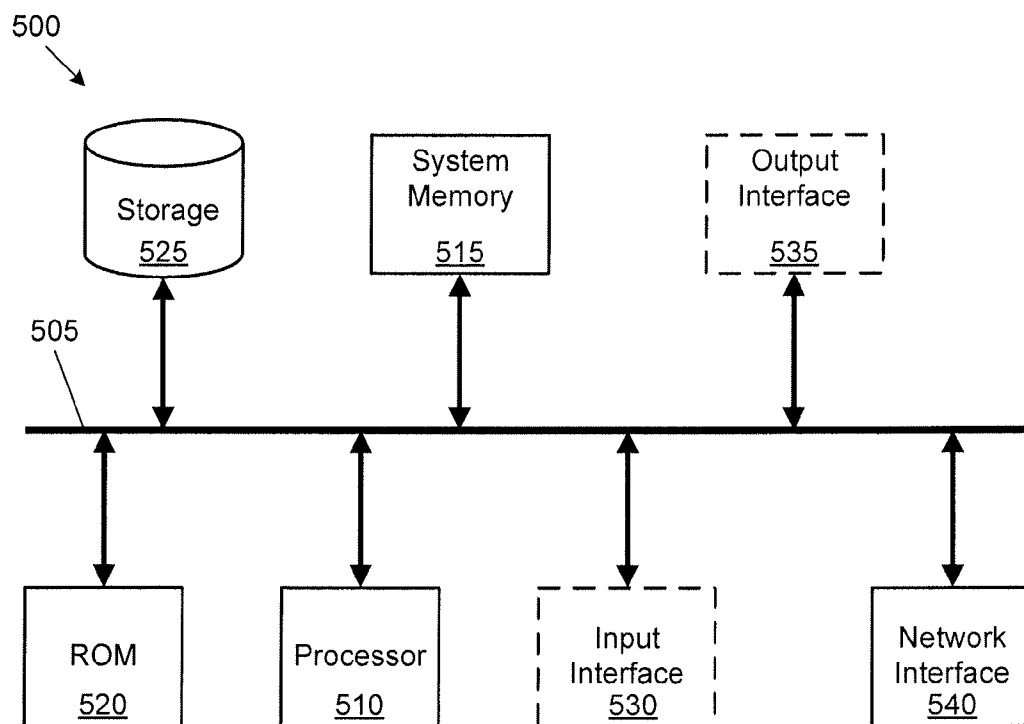 500
Storage
525
System
Memory
515
Output
Interface
535
505
ROM
520
Processor
510
Input
Interface
530
Network
Interface
540